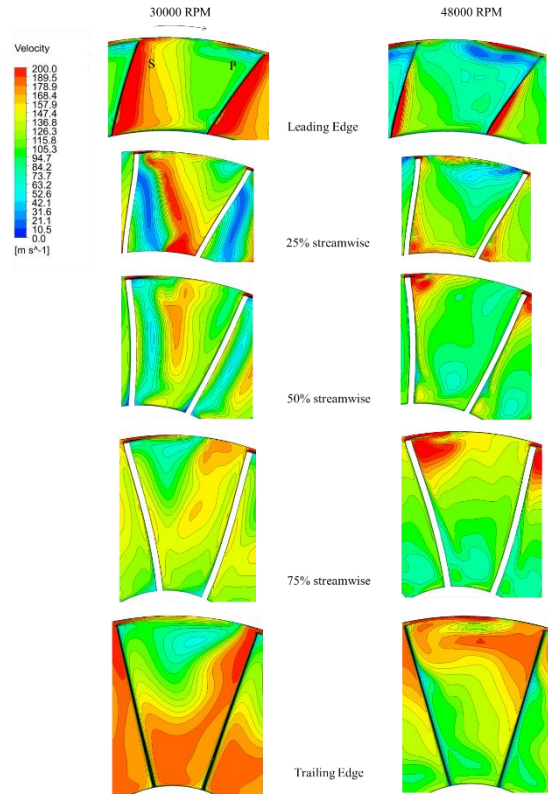 30000 RPM
48000 RPM
Velocity
200.0
189.5
178.9
168.4
157.9
147.4
136.8
126.3
115.8
105.3
94.7
84.2
73.7
63.2
52.6
42.1
31.6
21.1
10.5
0.0
[m s^-1]
S
P
Leading Edge
25% streamwise
50% streamwise
75% streamwise
Trailing Edge